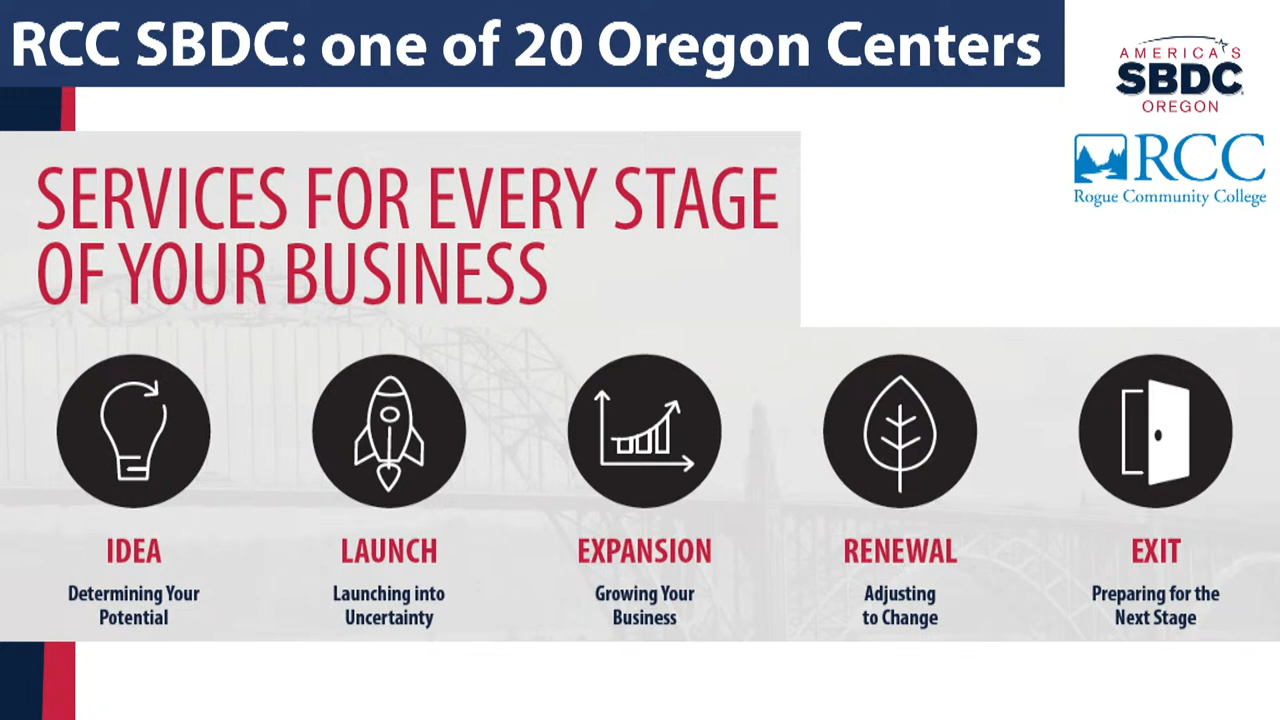 RCC SBDC: one of 20 Oregon Centers
AMERICA'S
SBDC
OREGON
RCC
Rogue Community College
SERVICES FOR EVERY STAGE
OF YOUR BUSINESS
IDEA
Determining Your
Potential
LAUNCH
Launching into
Uncertainty
EXPANSION
Growing Your
Business
RENEWAL
Adjusting
to Change
EXIT
Preparing for the
Next Stage